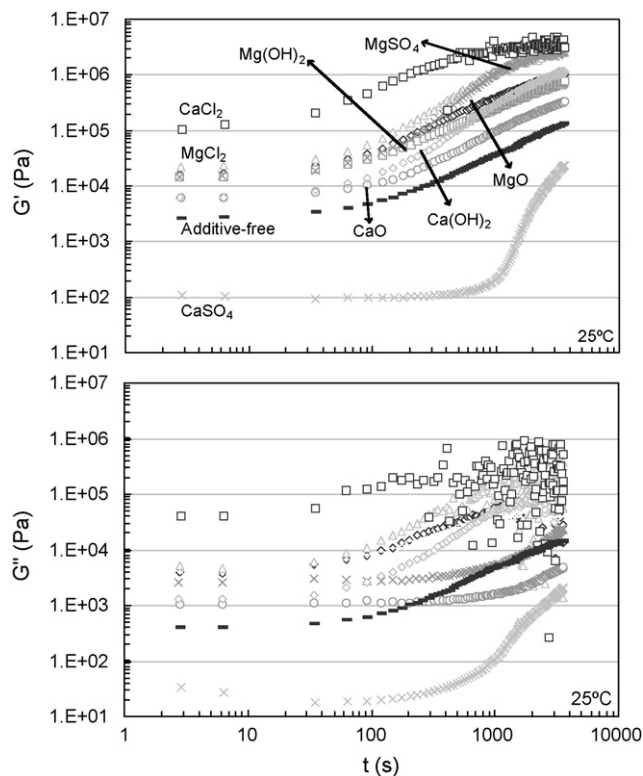 1.E+07
1.E+06
1.E+05
1.E+04
1.E+03
1.E+02
1.E+01
G' (Pa)
Mg(OH)2
MgSO4
CaCl2
MgCl2
Additive-free
CaSO4
CaO
Ca(OH)2
MgO
25ºC
1.E+07
1.E+06
1.E+05
1.E+04
1.E+03
1.E+02
1.E+01
G'' (Pa)
25ºC
1 10 100 1000 10000
t (s)